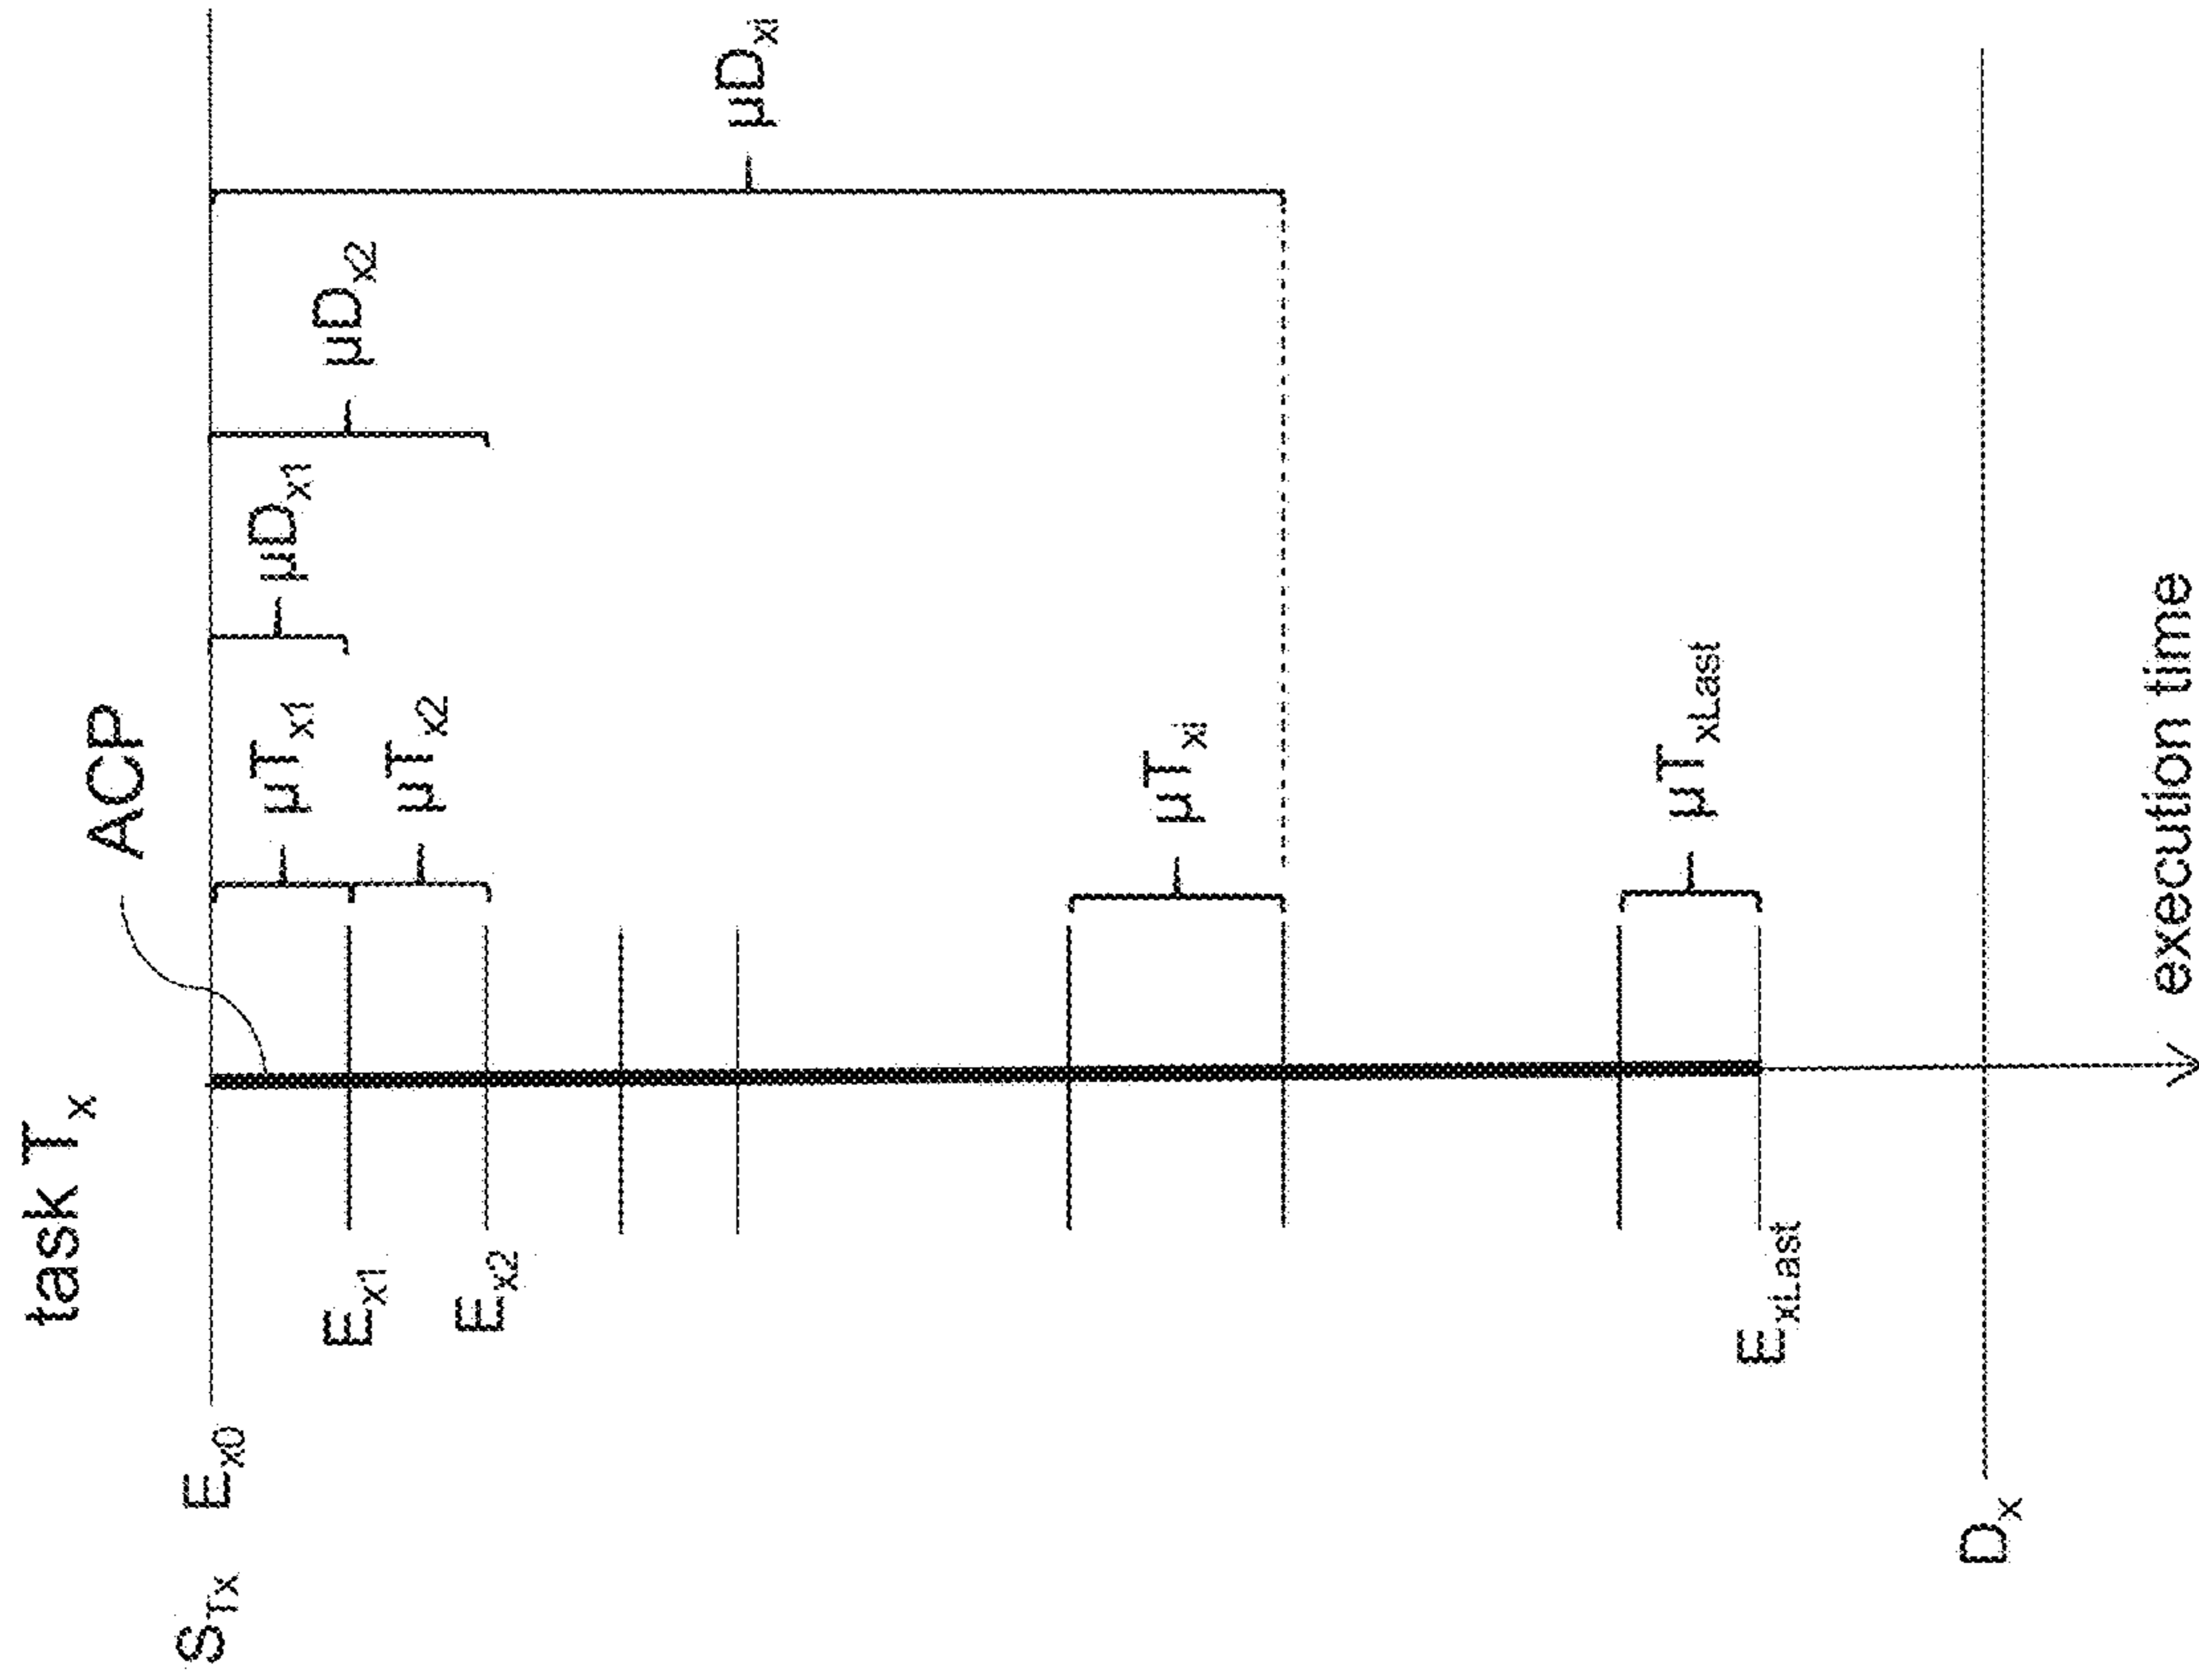 task Tx
ACP
STx Ex0
Ex1
Ex2
ExLast
Dx
µTx1
µTx2
µTxi
µTxLast
µDx1
µDx2
µDxi
execution time